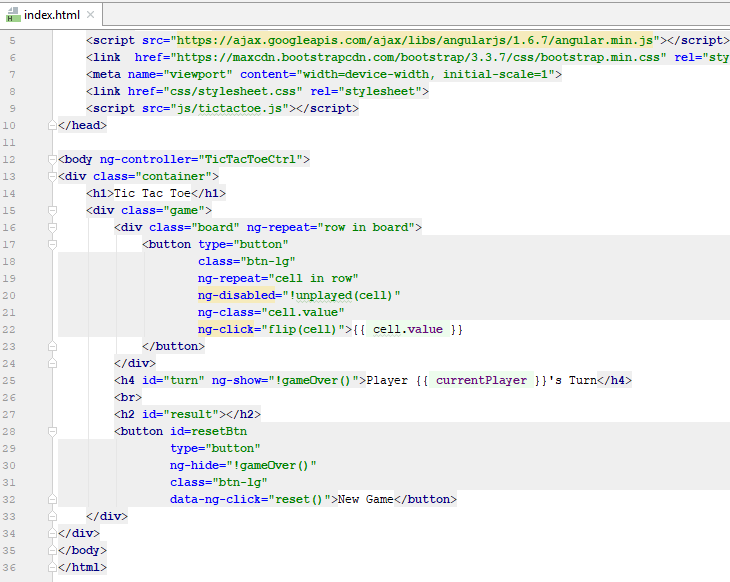 index.html
5 <script src="https://ajax.googleapis.com/ajax/libs/angularjs/1.6.7/angular.min.js"></script>
6 <link  href="https://maxcdn.bootstrapcdn.com/bootstrap/3.3.7/css/bootstrap.min.css" rel="sty
7 <meta name="viewport" content="width=device-width, initial-scale=1">
8 <link href="css/stylesheet.css" rel="stylesheet">
9 <script src="js/tictactoe.js"></script>
10 </head>
11
12 <body ng-controller="TicTacToeCtrl">
13 <div class="container">
14 <h1>Tic Tac Toe</h1>
15 <div class="game">
16 <div class="board" ng-repeat="row in board">
17 <button type="button"
18 class="btn-lg"
19 ng-repeat="cell in row"
20 ng-disabled="!unplayed(cell)"
21 ng-class="cell.value"
22 ng-click="flip(cell)">{{ cell.value }}
23 </button>
24 </div>
25 <h4 id="turn" ng-show="!gameOver()">Player {{ currentPlayer }}'s Turn</h4>
26 <br>
27 <h2 id="result"></h2>
28 <button id=resetBtn
29 type="button"
30 ng-hide="!gameOver()"
31 class="btn-lg"
32 data-ng-click="reset()">New Game</button>
33 </div>
34 </div>
35 </body>
36 </html>